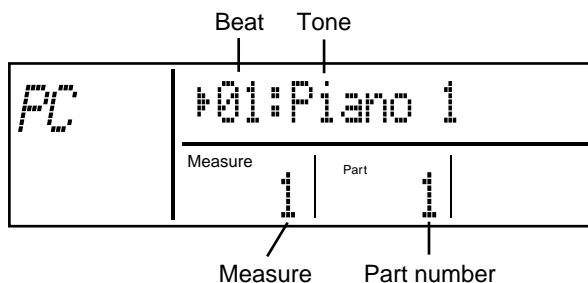 Beat Tone
PC
▸01:Piano 1
Measure Part
1 1
Measure Part number